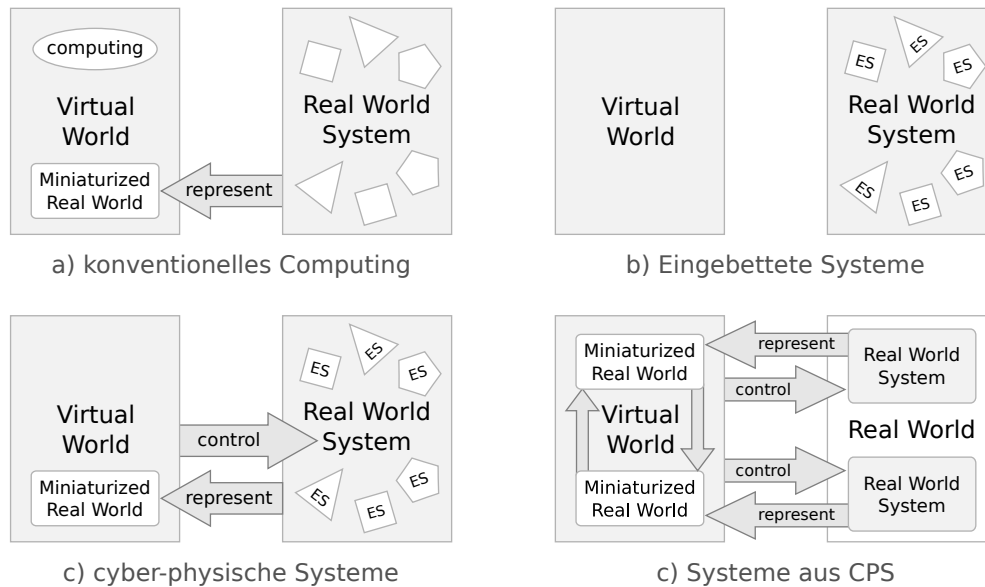 computing
Virtual
World
Miniaturized
Real World
represent
Real World
System
a) konventionelles Computing
Virtual
World
ES
ES
ES
Real World
System
ES
ES
ES
b) Eingebettete Systeme
Virtual
World
Miniaturized
Real World
control
represent
ES
ES
ES
Real World
System
ES
ES
ES
c) cyber-physische Systeme
Miniaturized
Real World
Virtual
World
Miniaturized
Real World
represent
control
control
represent
Real World
System
Real World
Real World
System
c) Systeme aus CPS